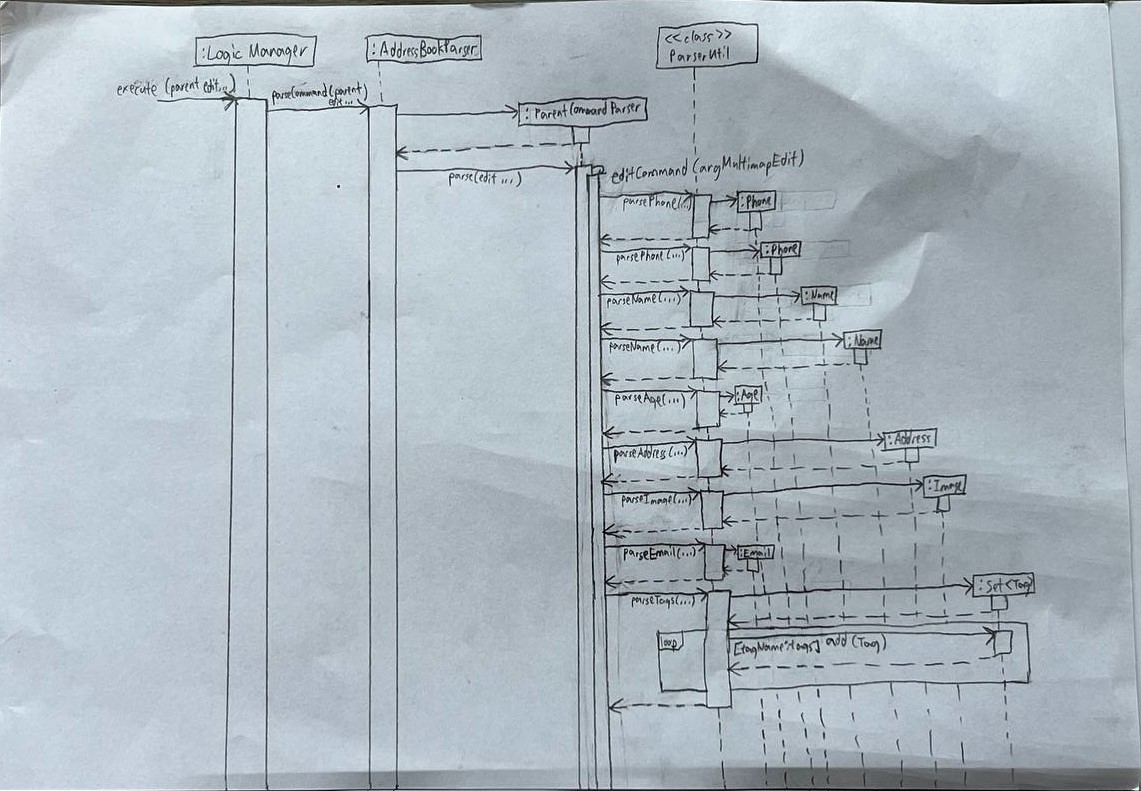 :Logic Manager
:AddressBookParser
<<class>>
ParserUtil
execute (parent edit...)
parseCommand(parent
edit...)
:ParentCommandParser
parse(edit ...)
editCommand (argMultimapEdit)
parsePhone(...)
:Phone
parsePhone(...)
:Phone
parseName(...)
:Name
parseName(...)
:Name
parseAge(...)
:Age
parseAddress(...)
:Address
parseImage(...)
:Image
parseEmail(...)
:Email
parseTags(...)
:Set<Tag>
loop
[tagName:tags] add (Tag)